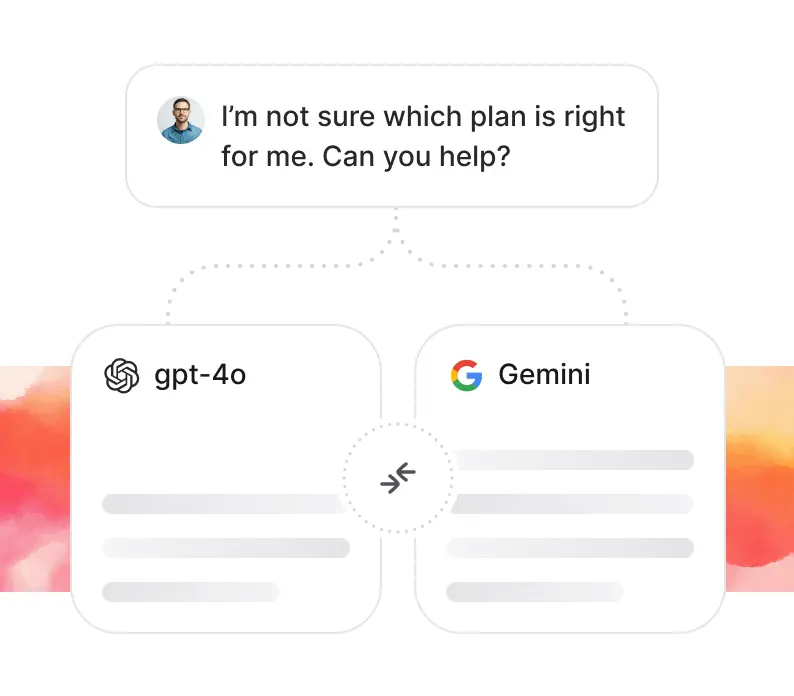 I’m not sure which plan is right
for me. Can you help?
gpt-4o
Gemini